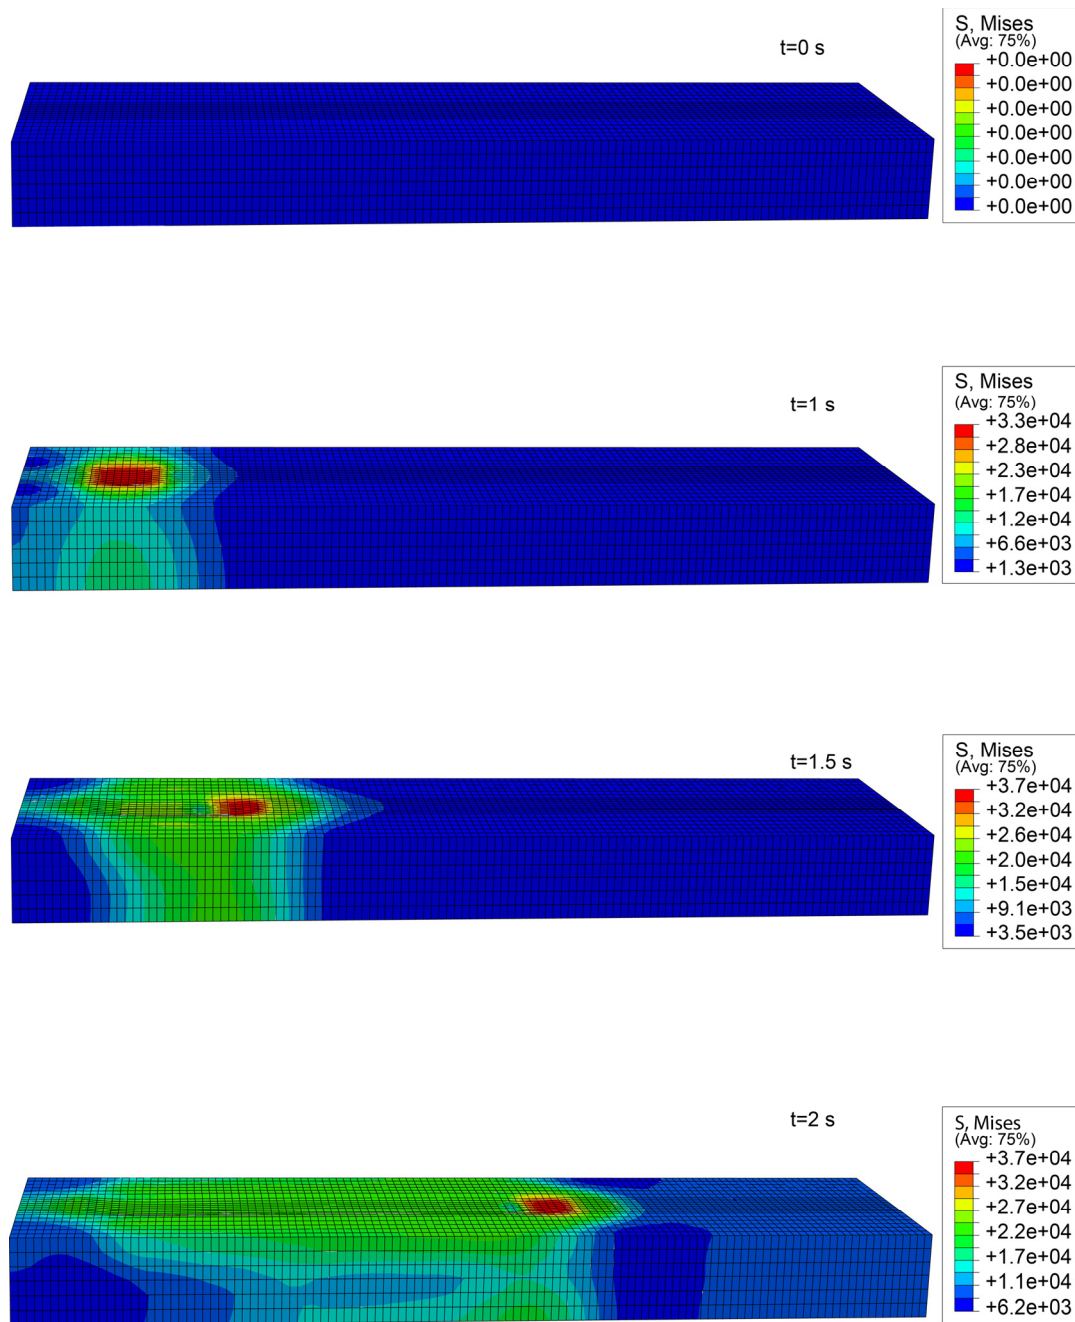 t=0 s
S, Mises
(Avg: 75%)
+0.0e+00
+0.0e+00
+0.0e+00
+0.0e+00
+0.0e+00
+0.0e+00
+0.0e+00
t=1 s
S, Mises
(Avg: 75%)
+3.3e+04
+2.8e+04
+2.3e+04
+1.7e+04
+1.2e+04
+6.6e+03
+1.3e+03
t=1.5 s
S, Mises
(Avg: 75%)
+3.7e+04
+3.2e+04
+2.6e+04
+2.0e+04
+1.5e+04
+9.1e+03
+3.5e+03
t=2 s
S, Mises
(Avg: 75%)
+3.7e+04
+3.2e+04
+2.7e+04
+2.2e+04
+1.7e+04
+1.1e+04
+6.2e+03